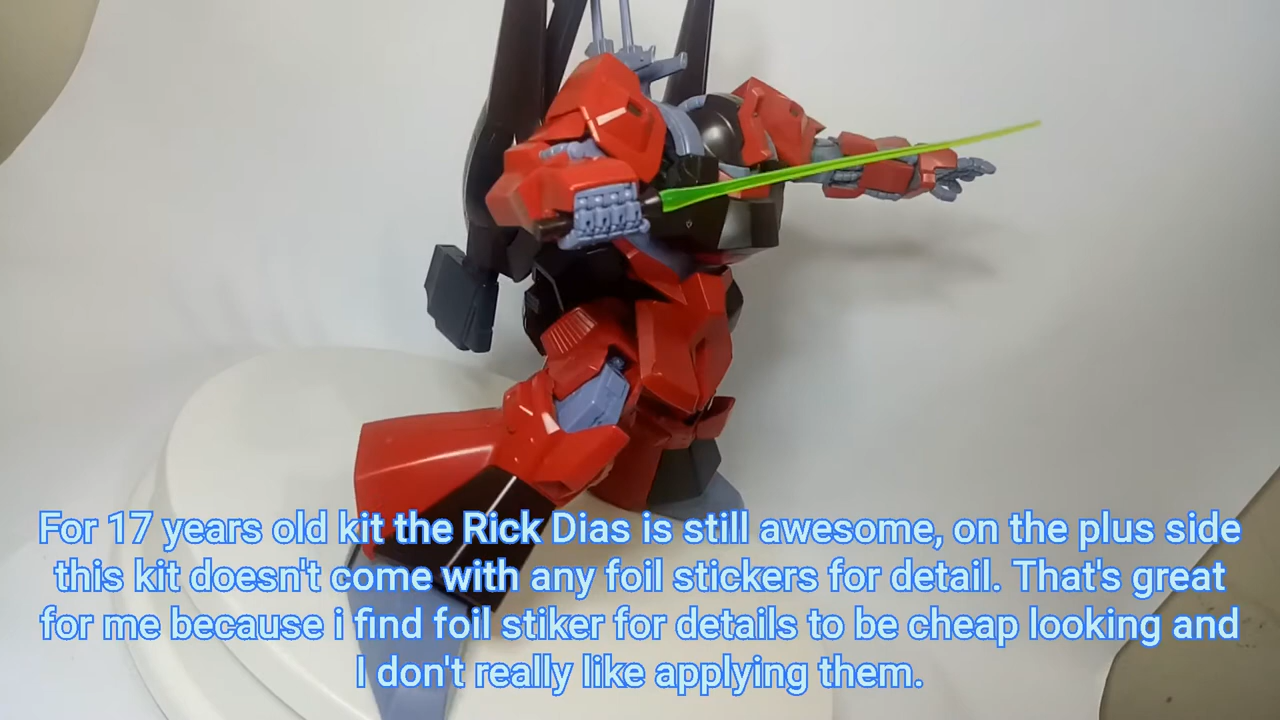 For 17 years old kit the Rick Dias is still awesome, on the plus side
this kit doesn't come with any foil stickers for detail. That's great
for me because i find foil stiker for details to be cheap looking and
I don't really like applying them.